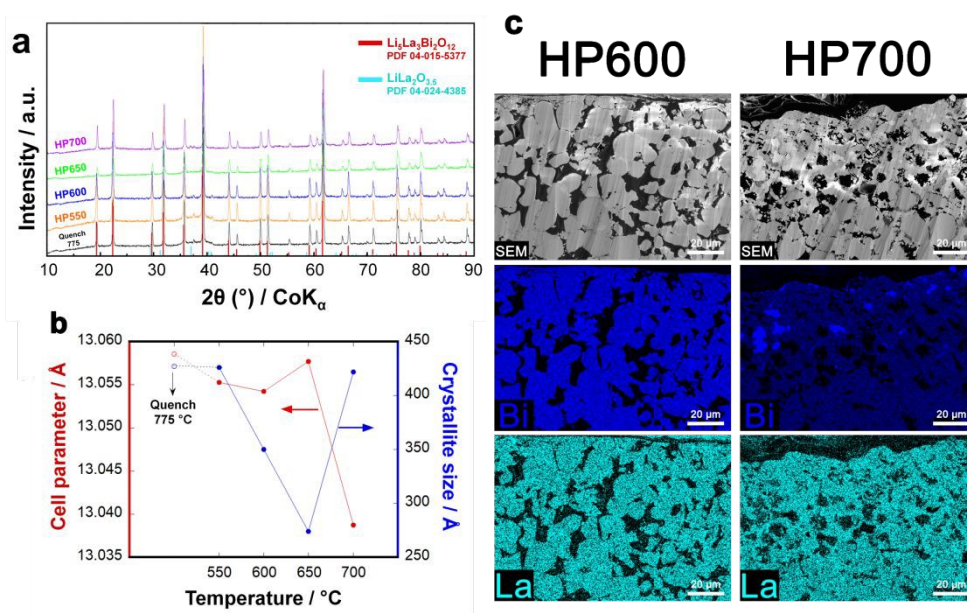 a
Intensity / a.u.
Li₅La₃Bi₂O₁₂
PDF 04-015-5377
LiLa₂O₃.₅
PDF 04-024-4385
HP700
HP650
HP600
HP550
Quench
775
10 20 30 40 50 60 70 80 90
2θ (°) / CoKα
b
Cell parameter / Å
13.060
13.055
13.050
13.045
13.040
13.035
Quench
775 °C
450
400
350
300
250
Crystallite size / Å
550 600 650 700
Temperature / °C
c
HP600 HP700
SEM 20 µm SEM 20 µm
Bi 20 µm Bi 20 µm
La 20 µm La 20 µm